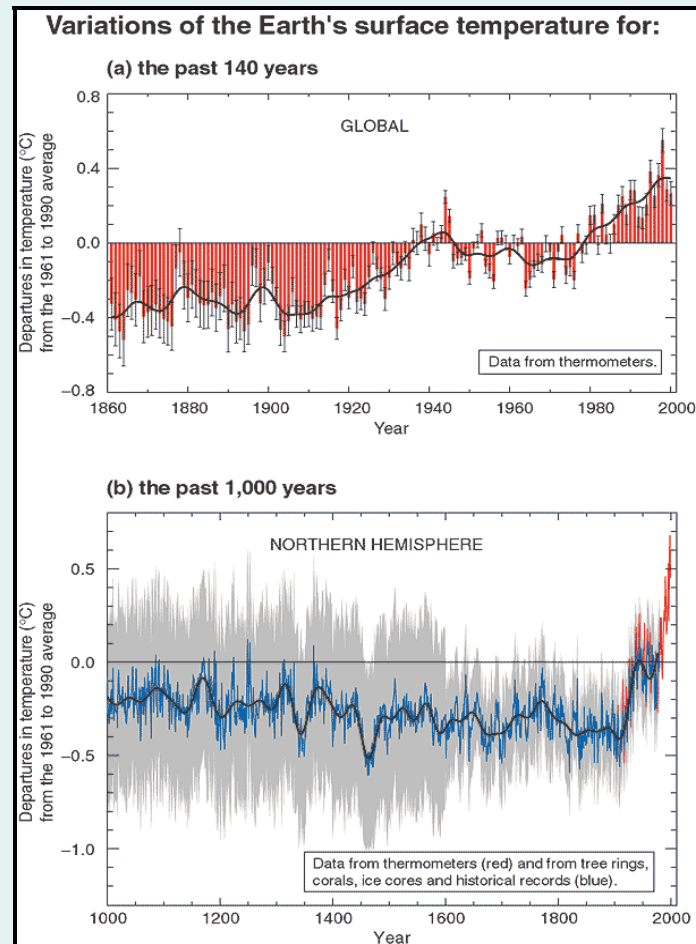 Variations of the Earth's surface temperature for:
(a) the past 140 years
GLOBAL
Departures in temperature (°C)
from the 1961 to 1990 average
0.8
0.4
0.0
−0.4
−0.8
Data from thermometers.
1860 1880 1900 1920 1940 1960 1980 2000
Year
(b) the past 1,000 years
NORTHERN HEMISPHERE
Departures in temperature (°C)
from the 1961 to 1990 average
0.5
0.0
−0.5
−1.0
Data from thermometers (red) and from tree rings,
corals, ice cores and historical records (blue).
1000 1200 1400 1600 1800 2000
Year